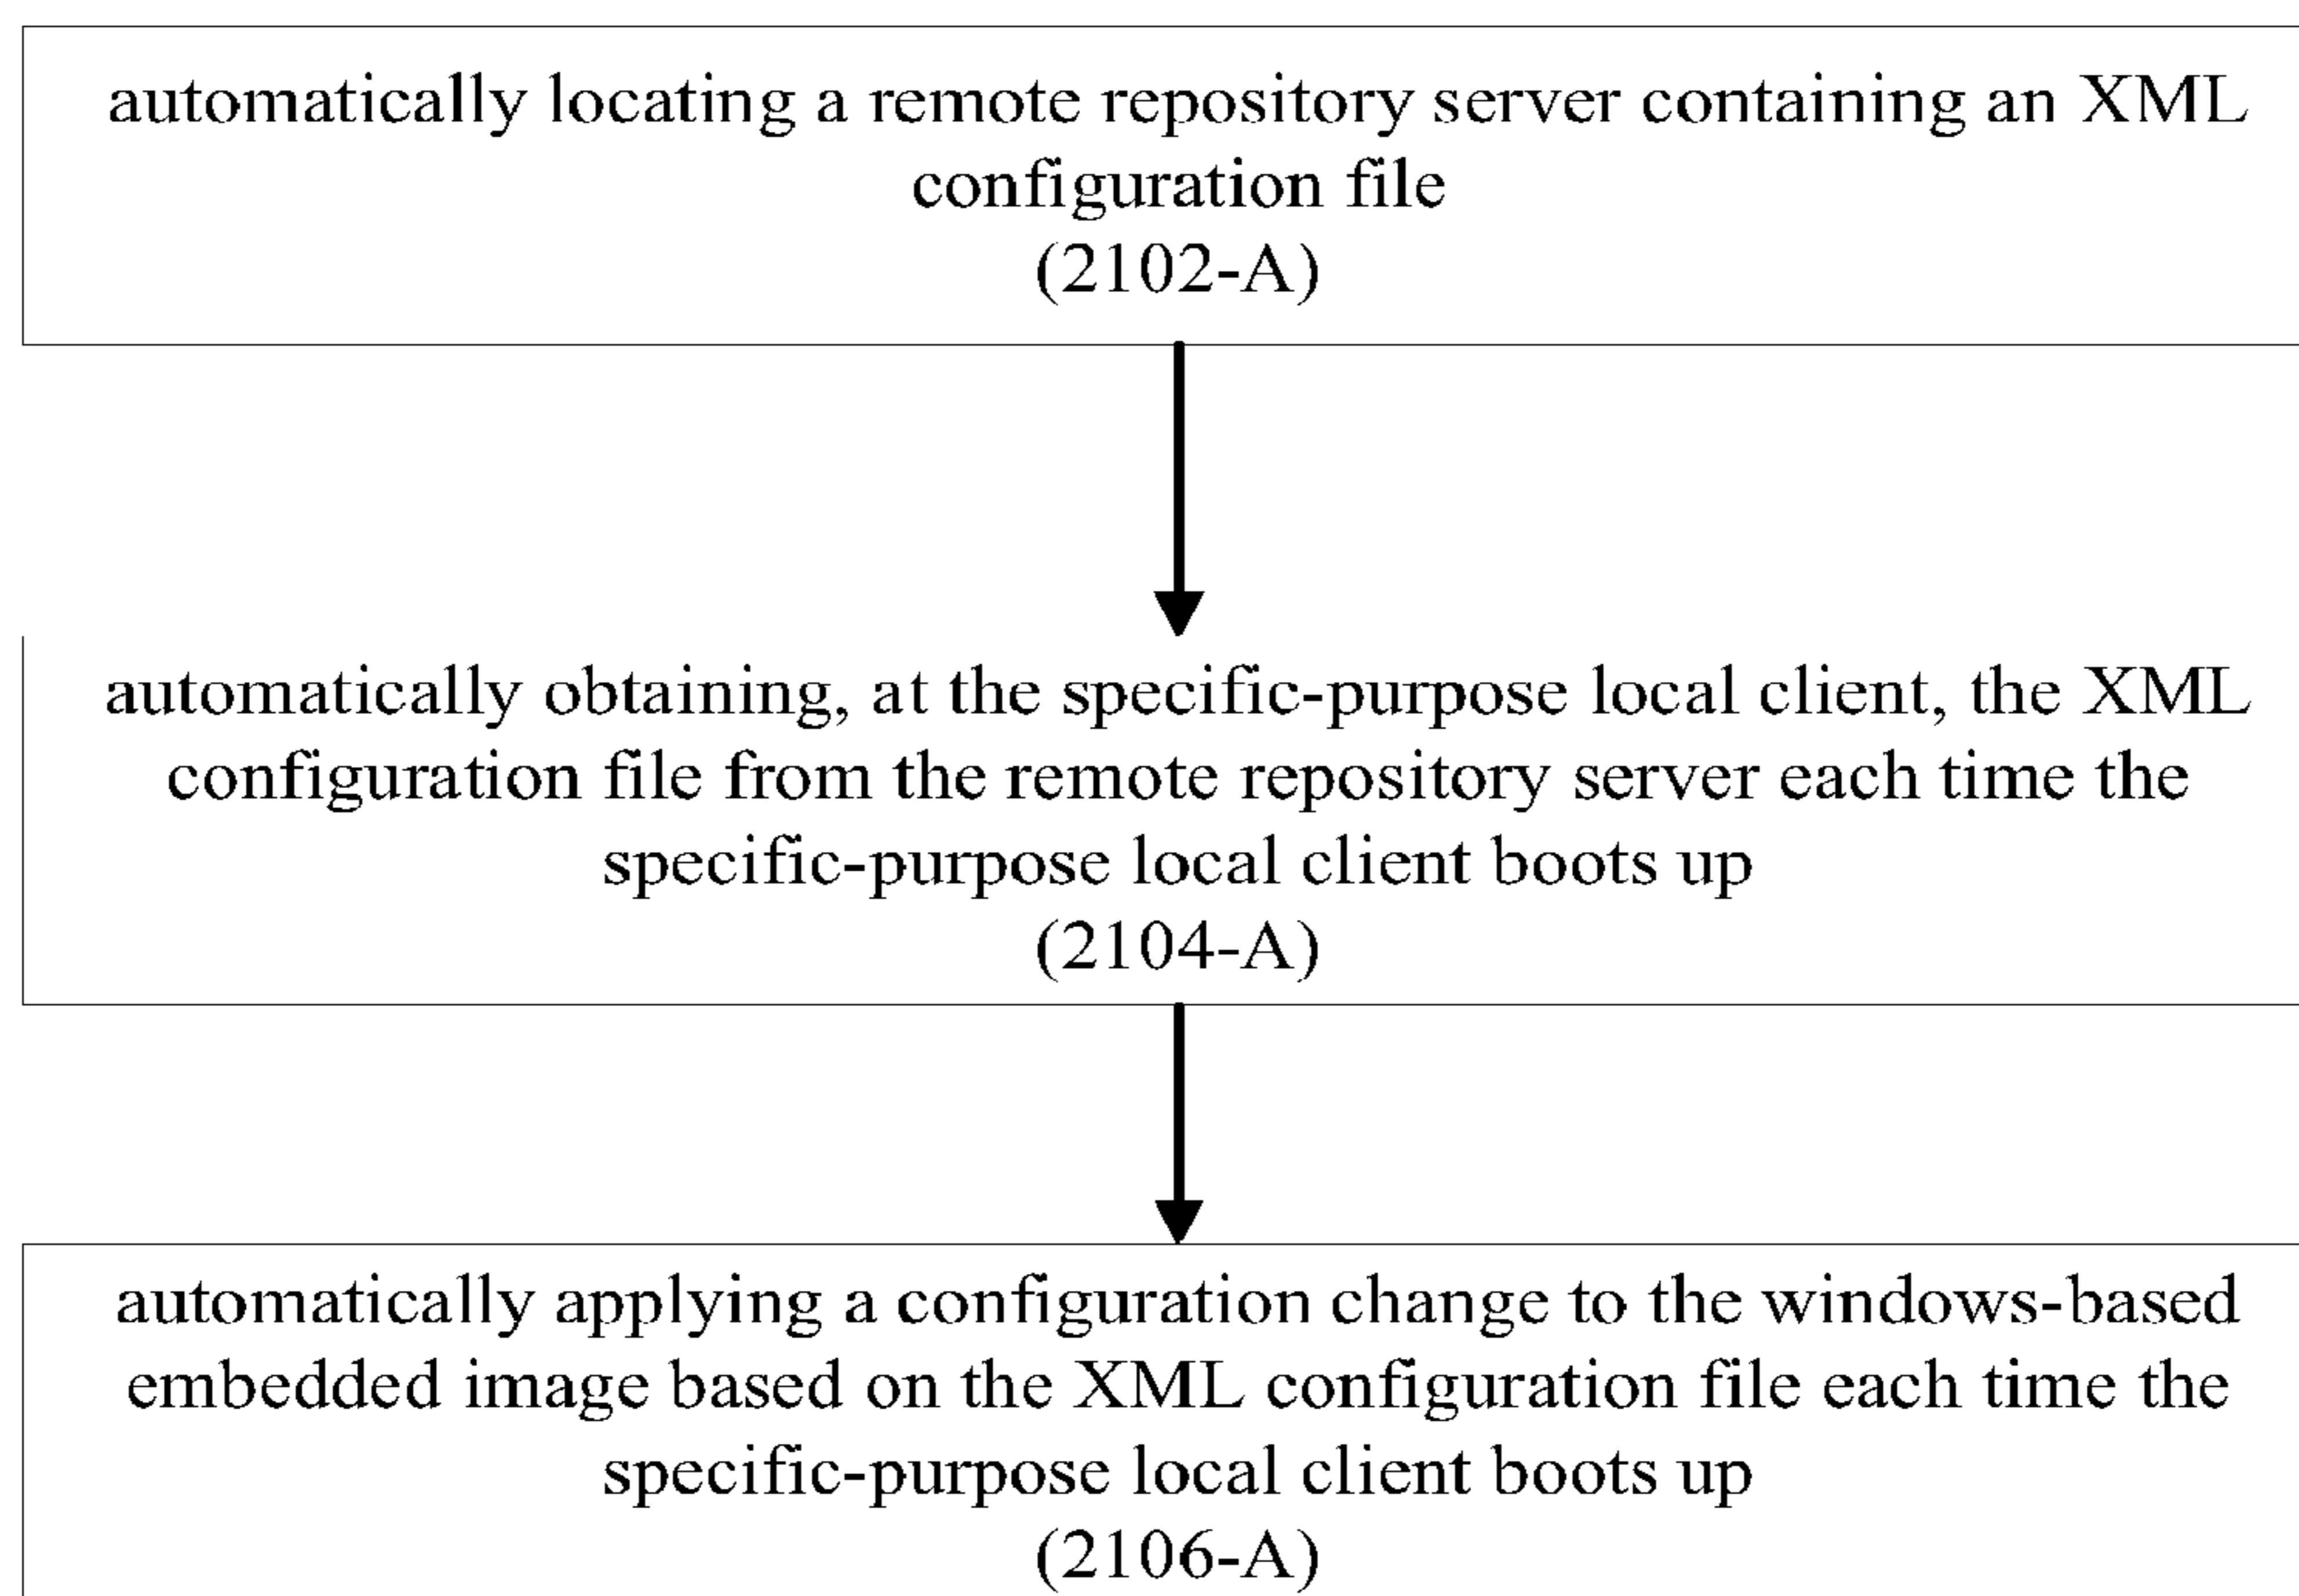 automatically locating a remote repository server containing an XML
configuration file
(2102-A)
automatically obtaining, at the specific-purpose local client, the XML
configuration file from the remote repository server each time the
specific-purpose local client boots up
(2104-A)
automatically applying a configuration change to the windows-based
embedded image based on the XML configuration file each time the
specific-purpose local client boots up
(2106-A)